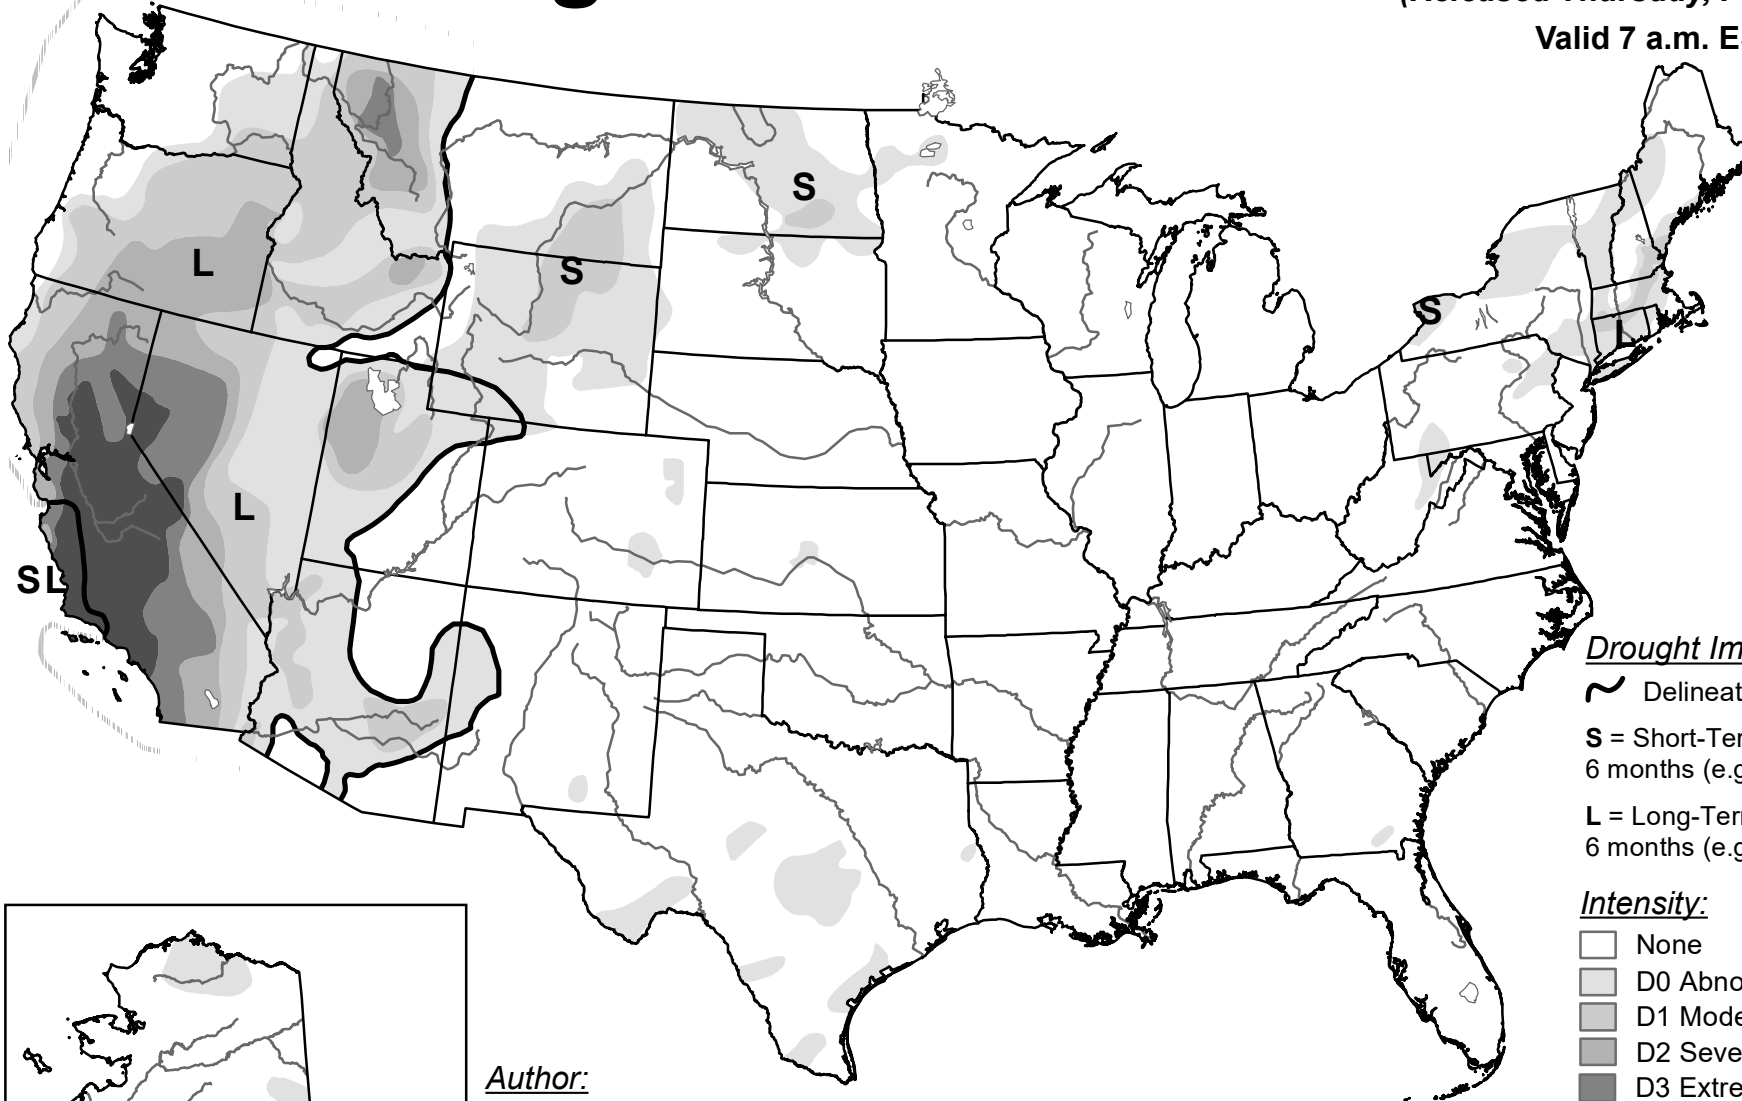 Valid 7 a.m. E
S
L
S
S
L
L
SL
Drought Im
Delineat
S = Short-Ter
6 months (e.g
L = Long-Terr
6 months (e.g
Intensity:
None
D0 Abno
D1 Mode
D2 Seve
D3 Extre
Author: